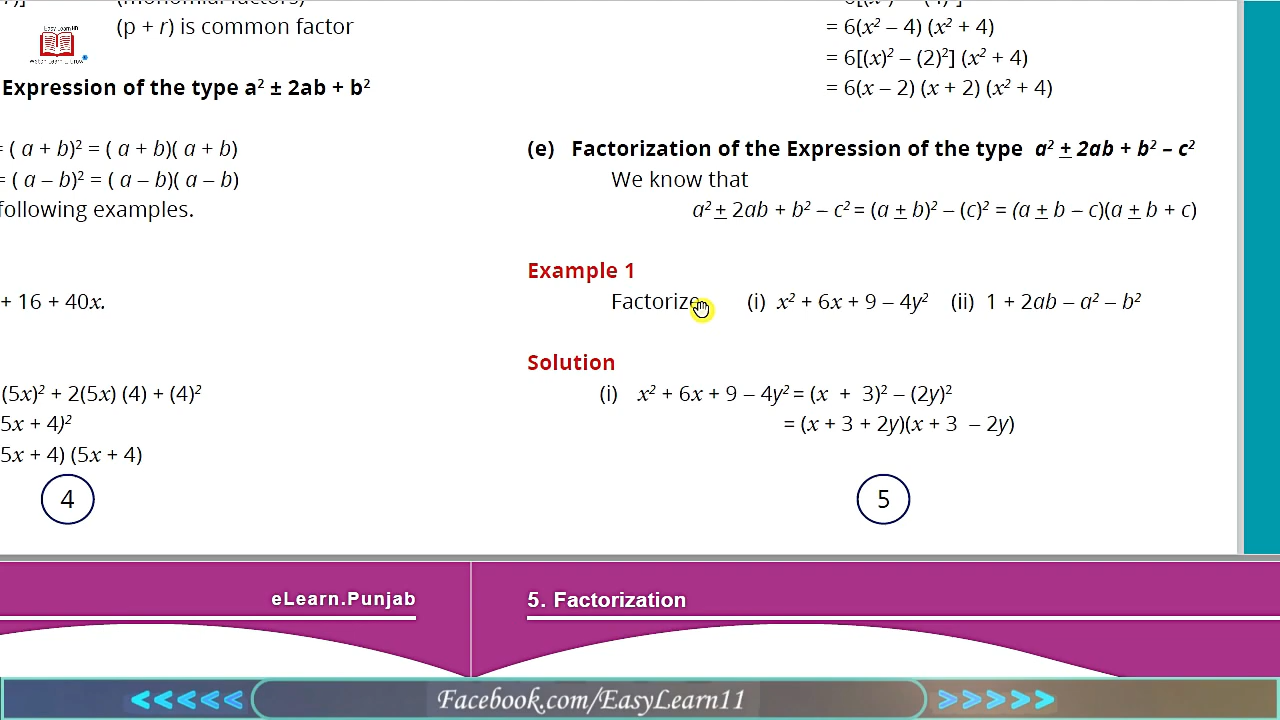 (monomial factors)
(p + r) is common factor
Easy Learn
Expression of the type a² ± 2ab + b²
= ( a + b)² = ( a + b)( a + b)
= ( a – b)² = ( a – b)( a – b)
following examples.
+ 16 + 40x.
(5x)² + 2(5x) (4) + (4)²
5x + 4)²
5x + 4) (5x + 4)
4
= 6(x² – 4) (x² + 4)
= 6[(x)² – (2)²] (x² + 4)
= 6(x – 2) (x + 2) (x² + 4)
(e) Factorization of the Expression of the type a² ± 2ab + b² – c²
We know that
a² ± 2ab + b² – c² = (a ± b)² – (c)² = (a ± b – c)(a ± b + c)
Example 1
Factorize (i) x² + 6x + 9 – 4y² (ii) 1 + 2ab – a² – b²
Solution
(i) x² + 6x + 9 – 4y² = (x + 3)² – (2y)²
= (x + 3 + 2y)(x + 3 – 2y)
5
eLearn.Punjab
5. Factorization
Facebook.com/EasyLearn11